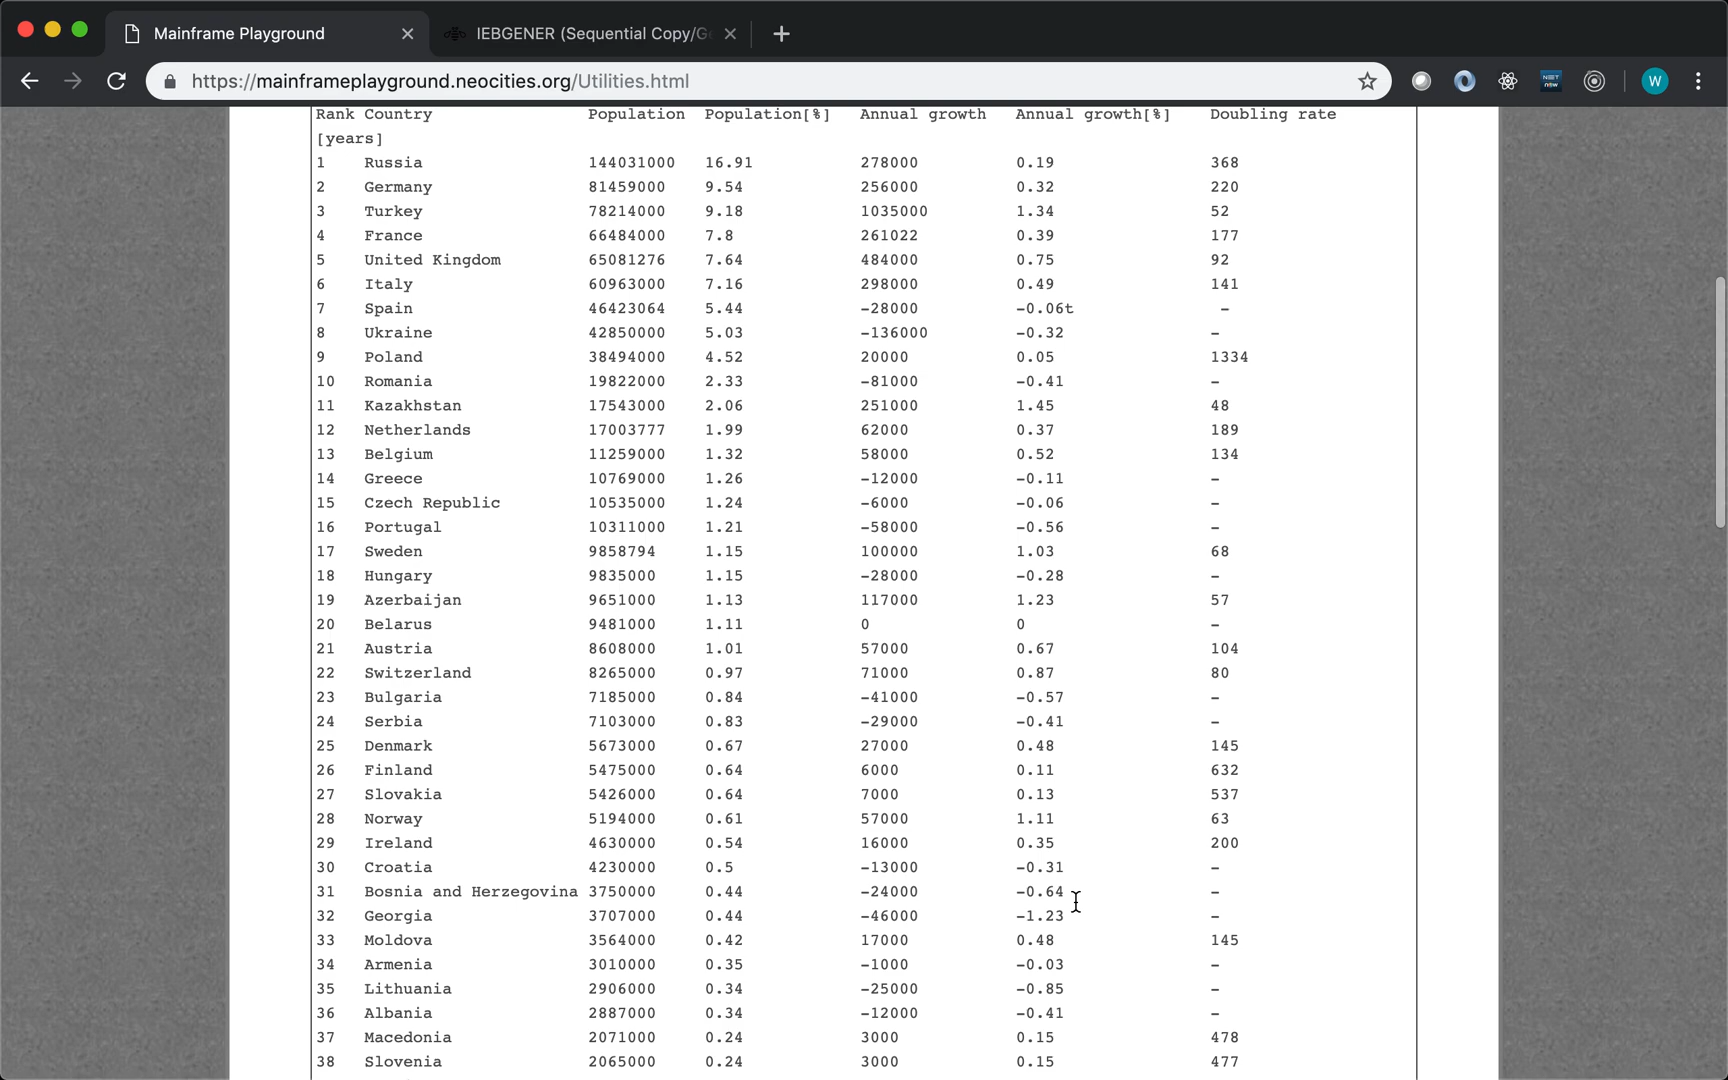 Mainframe Playground
IEBGENER (Sequential Copy/G
https://mainframeplayground.neocities.org/Utilities.html
W
Rank Country Population Population[%] Annual growth Annual growth[%] Doubling rate
[years]
1 Russia 144031000 16.91 278000 0.19 368
2 Germany 81459000 9.54 256000 0.32 220
3 Turkey 78214000 9.18 1035000 1.34 52
4 France 66484000 7.8 261022 0.39 177
5 United Kingdom 65081276 7.64 484000 0.75 92
6 Italy 60963000 7.16 298000 0.49 141
7 Spain 46423064 5.44 -28000 -0.06t -
8 Ukraine 42850000 5.03 -136000 -0.32 -
9 Poland 38494000 4.52 20000 0.05 1334
10 Romania 19822000 2.33 -81000 -0.41 -
11 Kazakhstan 17543000 2.06 251000 1.45 48
12 Netherlands 17003777 1.99 62000 0.37 189
13 Belgium 11259000 1.32 58000 0.52 134
14 Greece 10769000 1.26 -12000 -0.11 -
15 Czech Republic 10535000 1.24 -6000 -0.06 -
16 Portugal 10311000 1.21 -58000 -0.56 -
17 Sweden 9858794 1.15 100000 1.03 68
18 Hungary 9835000 1.15 -28000 -0.28 -
19 Azerbaijan 9651000 1.13 117000 1.23 57
20 Belarus 9481000 1.11 0 0 -
21 Austria 8608000 1.01 57000 0.67 104
22 Switzerland 8265000 0.97 71000 0.87 80
23 Bulgaria 7185000 0.84 -41000 -0.57 -
24 Serbia 7103000 0.83 -29000 -0.41 -
25 Denmark 5673000 0.67 27000 0.48 145
26 Finland 5475000 0.64 6000 0.11 632
27 Slovakia 5426000 0.64 7000 0.13 537
28 Norway 5194000 0.61 57000 1.11 63
29 Ireland 4630000 0.54 16000 0.35 200
30 Croatia 4230000 0.5 -13000 -0.31 -
31 Bosnia and Herzegovina 3750000 0.44 -24000 -0.64 -
32 Georgia 3707000 0.44 -46000 -1.23 -
33 Moldova 3564000 0.42 17000 0.48 145
34 Armenia 3010000 0.35 -1000 -0.03 -
35 Lithuania 2906000 0.34 -25000 -0.85 -
36 Albania 2887000 0.34 -12000 -0.41 -
37 Macedonia 2071000 0.24 3000 0.15 478
38 Slovenia 2065000 0.24 3000 0.15 477